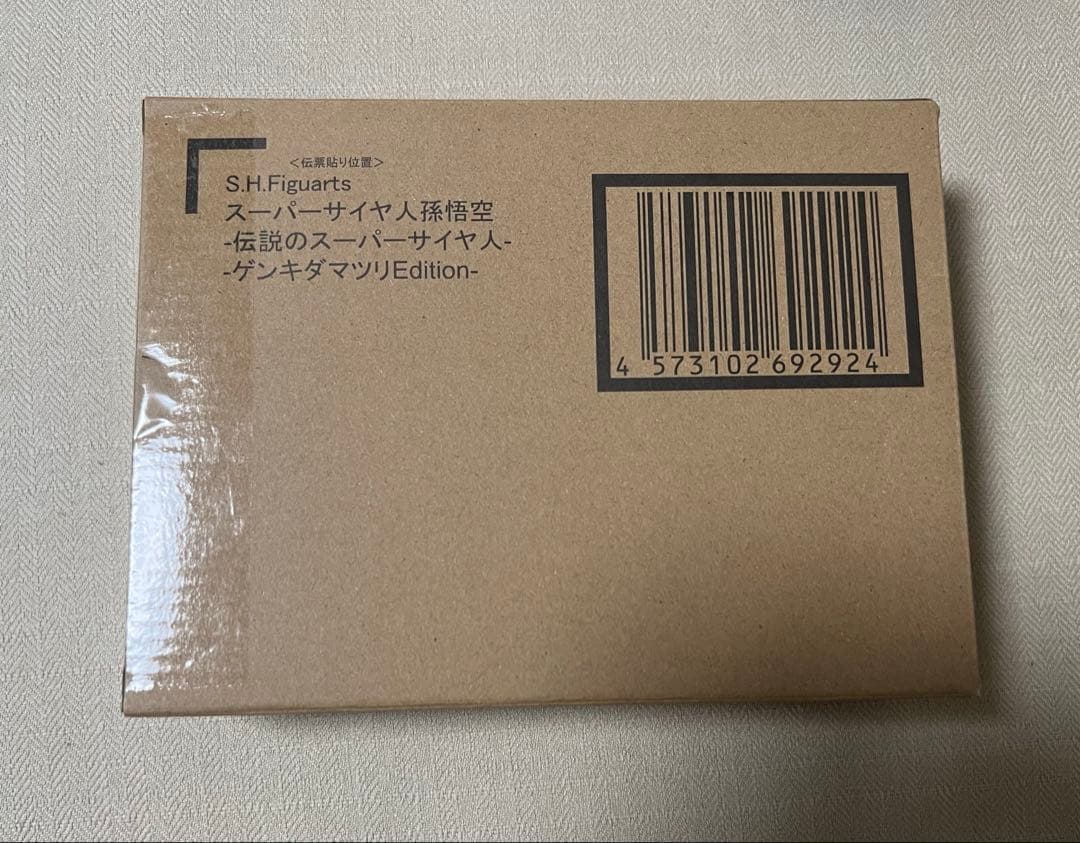 <伝票貼り位置>
S.H.Figuarts
スーパーサイヤ人孫悟空
-伝説のスーパーサイヤ人-
-ゲンキダマツリEdition-
4 573102 692924